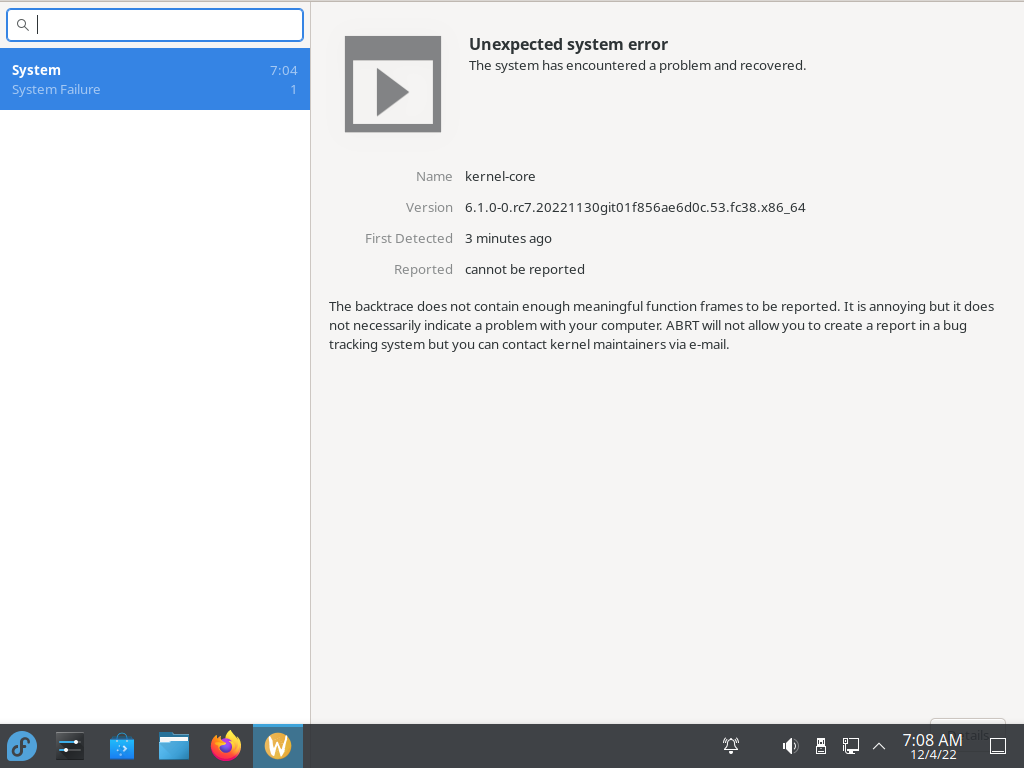 System 7:04
System Failure 1
Unexpected system error
The system has encountered a problem and recovered.
Name kernel-core
Version 6.1.0-0.rc7.20221130git01f856ae6d0c.53.fc38.x86_64
First Detected 3 minutes ago
Reported cannot be reported
The backtrace does not contain enough meaningful function frames to be reported. It is annoying but it does
not necessarily indicate a problem with your computer. ABRT will not allow you to create a report in a bug
tracking system but you can contact kernel maintainers via e-mail.
7:08 AM
12/4/22